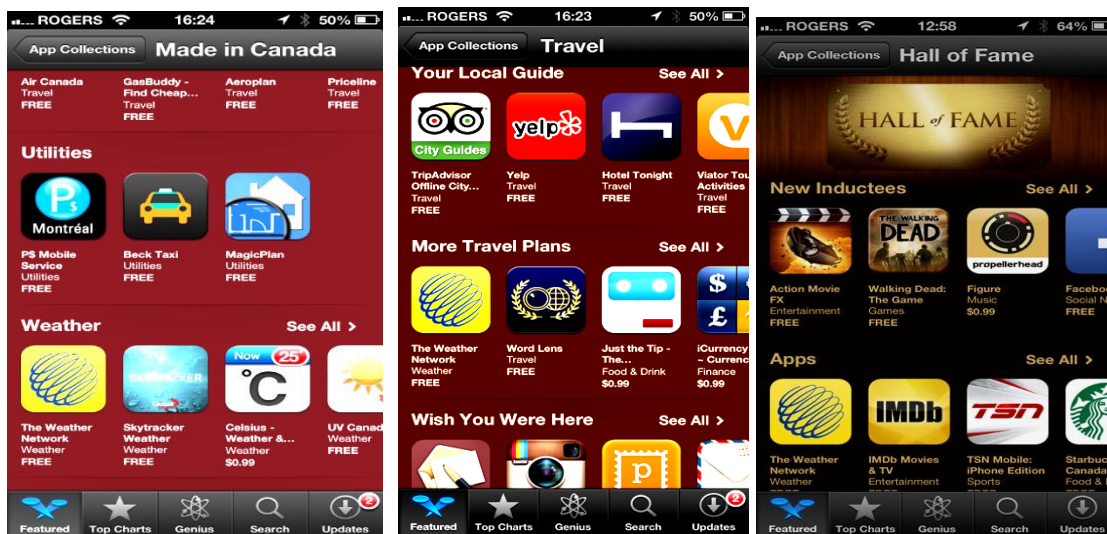 ROGERS 16:24 50%
App Collections Made in Canada
Air Canada
Travel
FREE
GasBuddy -
Find Cheap...
Travel
FREE
Aeroplan
Travel
FREE
Priceline
Travel
FREE
Utilities
P$
Montréal
P$ Mobile
Service
Utilities
FREE
Beck Taxi
Utilities
FREE
MagicPlan
Utilities
FREE
Weather See All >
Now 25°
°C
The Weather
Network
Weather
FREE
Skytracker
Weather
Weather
FREE
Celsius -
Weather &...
Weather
$0.99
UV Canad
Weather
FREE
2
Featured Top Charts Genius Search Updates
ROGERS 16:23 50%
App Collections Travel
Your Local Guide See All >
City Guides
yelp
V
TripAdvisor
Offline City...
Travel
FREE
Yelp
Travel
FREE
Hotel Tonight
Travel
FREE
Viator Tou
Activities
Travel
FREE
More Travel Plans See All >
$
£
The Weather
Network
Weather
FREE
Word Lens
Travel
FREE
Just the Tip -
The...
Food & Drink
$0.99
iCurrency
~ Currenc
Finance
$0.99
Wish You Were Here See All >
p
2
Featured Top Charts Genius Search Updates
ROGERS 12:58 64%
App Collections Hall of Fame
HALL of FAME
New Inductees See All >
THE WALKING
DEAD
propellerhead
Action Movie
FX
Entertainment
FREE
Walking Dead:
The Game
Games
FREE
Figure
Music
$0.99
Facebo
Social N
FREE
Apps See All >
IMDb
TSN
The Weather
Network
Weather
FREE
IMDb Movies
& TV
Entertainment
FREE
TSN Mobile:
iPhone Edition
Sports
FREE
Starbuc
Canada
Food &
Featured Top Charts Genius Search Updates